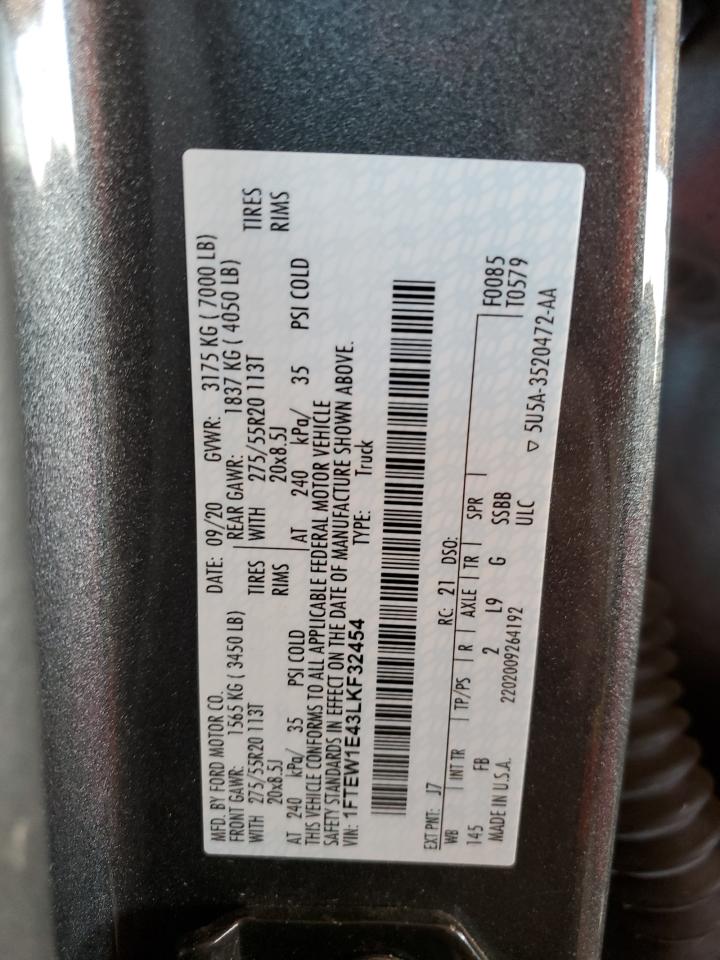 MFD. BY FORD MOTOR CO. DATE: 09/20 GVWR: 3175 KG ( 7000 LB)
FRONT GAWR: 1565 KG ( 3450 LB) REAR GAWR: 1837 KG ( 4050 LB)
WITH 275/55R20 113T TIRES WITH 275/55R20 113T TIRES
20x8.5J RIMS 20x8.5J RIMS
AT 240 kPa/ 35 PSI COLD AT 240 kPa/ 35 PSI COLD
THIS VEHICLE CONFORMS TO ALL APPLICABLE FEDERAL MOTOR VEHICLE
SAFETY STANDARDS IN EFFECT ON THE DATE OF MANUFACTURE SHOWN ABOVE.
VIN: 1FTEW1E43LKF32454 TYPE: Truck
EXT PNT: J7 RC: 21 DSO:
WB INT TR TP/PS R AXLE TR SPR F0085
145 FB 2 L9 G SSBB T0579
MADE IN U.S.A. 2202009264192 ULC ▽ 5U5A-3520472-AA